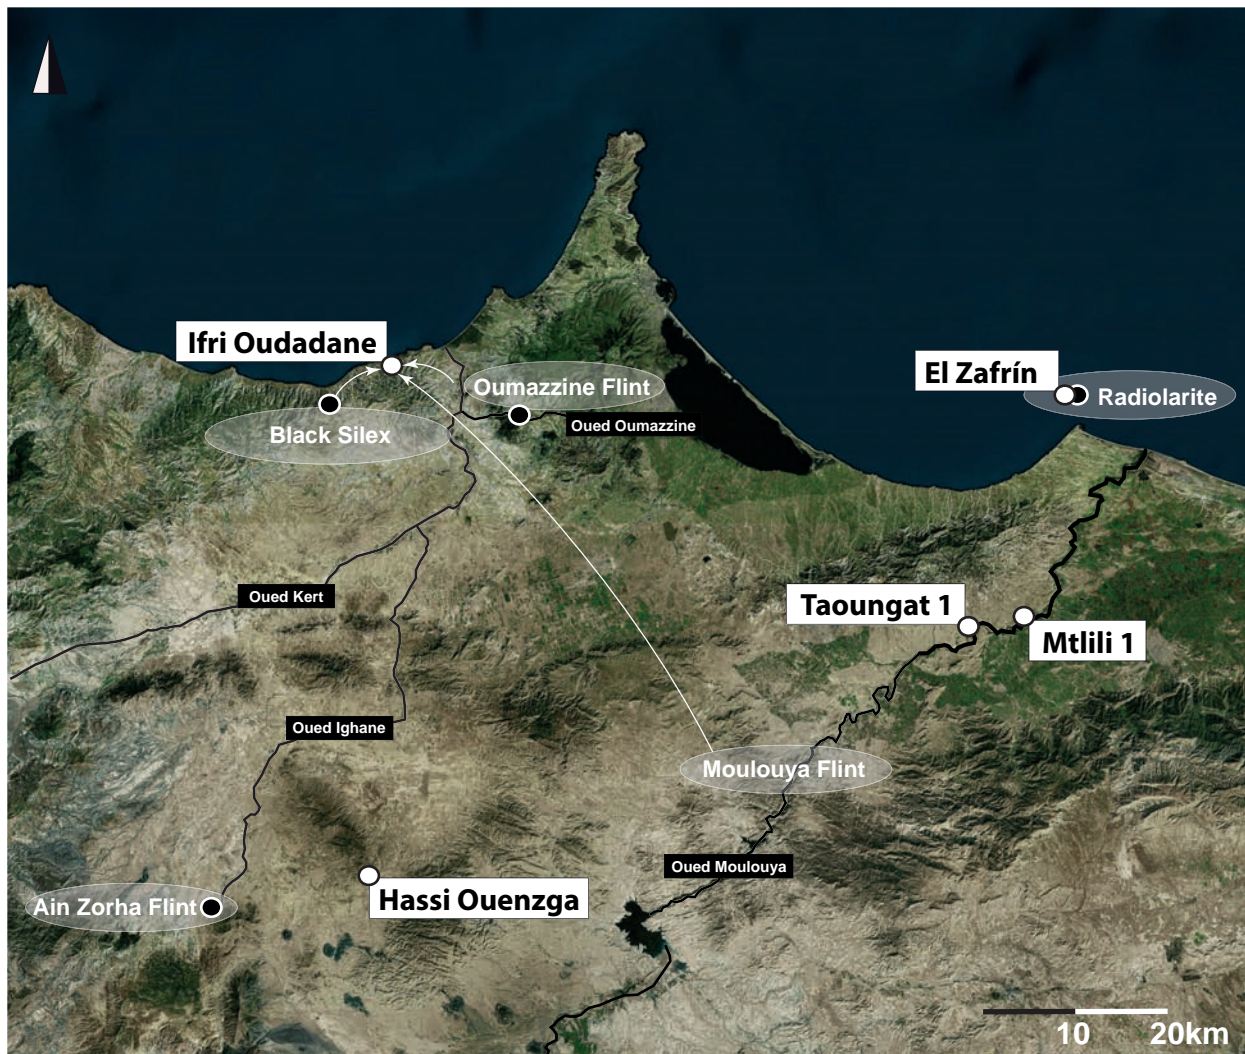 Ifri Oudadane
Oumazzine Flint
El Zafrín
Radiolarite
Black Silex
Oued Oumazzine
Oued Kert
Taoungat 1
Mtlili 1
Oued Ighane
Moulouya Flint
Oued Moulouya
Ain Zorha Flint
Hassi Ouenzga
10 20km